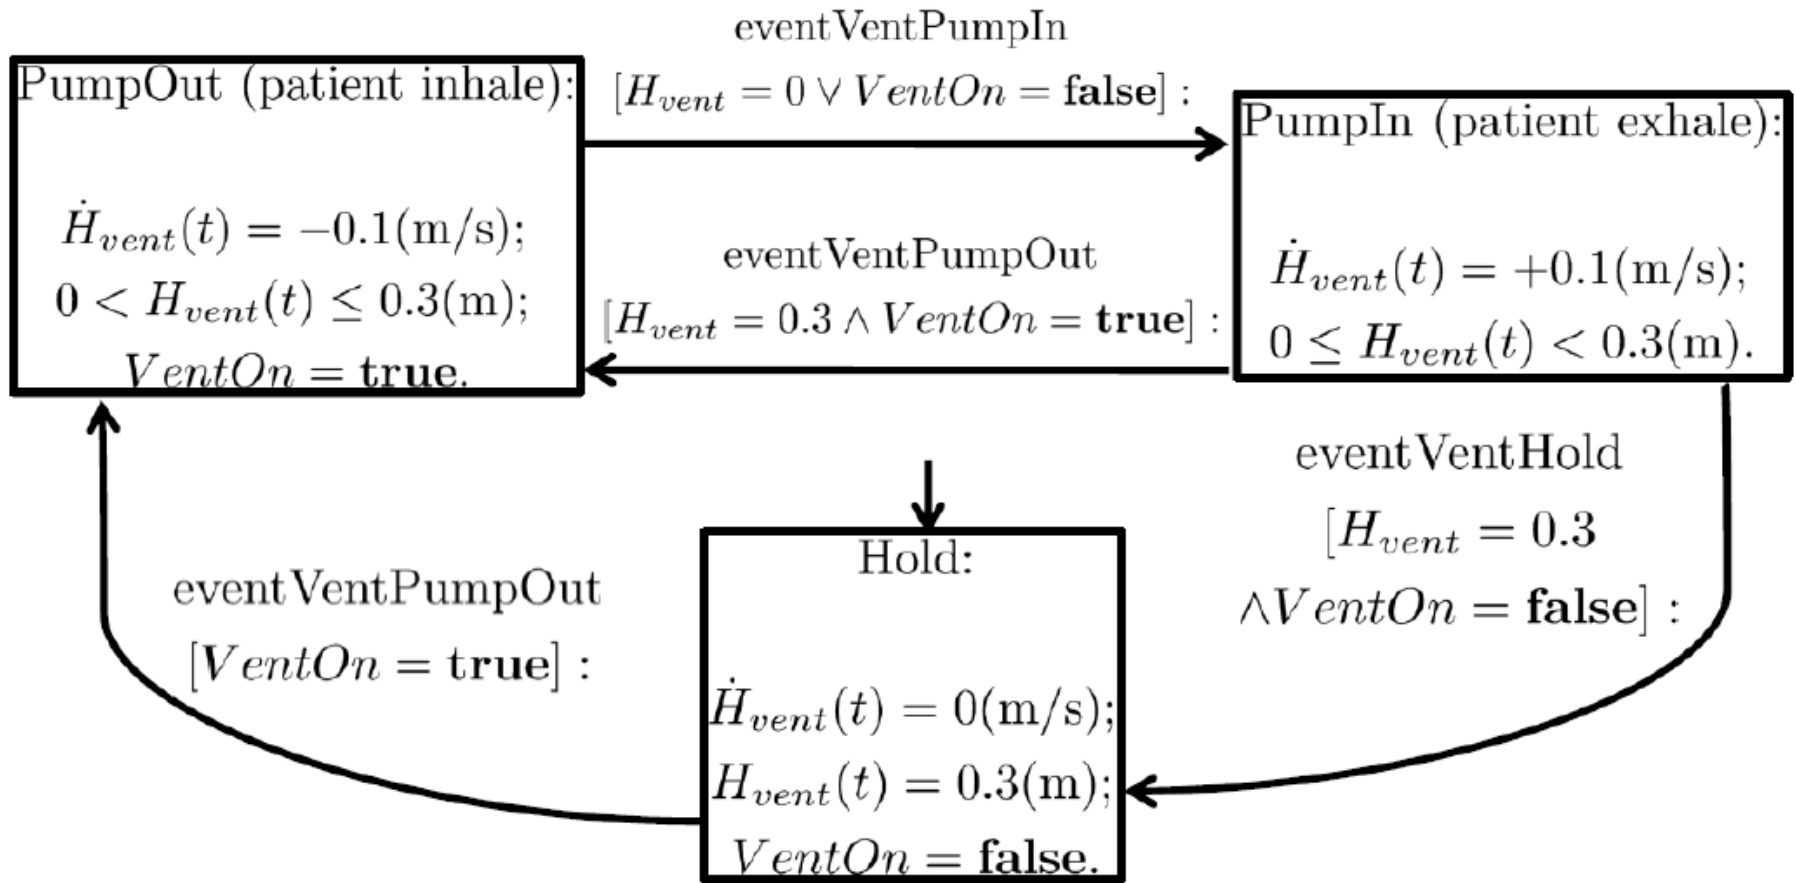 eventVentPumpIn
[H_vent = 0 ∨ VentOn = false] :
PumpOut (patient inhale):
Ḣ_vent(t) = −0.1(m/s);
0 < H_vent(t) ≤ 0.3(m);
VentOn = true.
PumpIn (patient exhale):
Ḣ_vent(t) = +0.1(m/s);
0 ≤ H_vent(t) < 0.3(m).
eventVentPumpOut
[H_vent = 0.3 ∧ VentOn = true] :
eventVentHold
[H_vent = 0.3
∧VentOn = false] :
eventVentPumpOut
[VentOn = true] :
Hold:
Ḣ_vent(t) = 0(m/s);
H_vent(t) = 0.3(m);
VentOn = false.